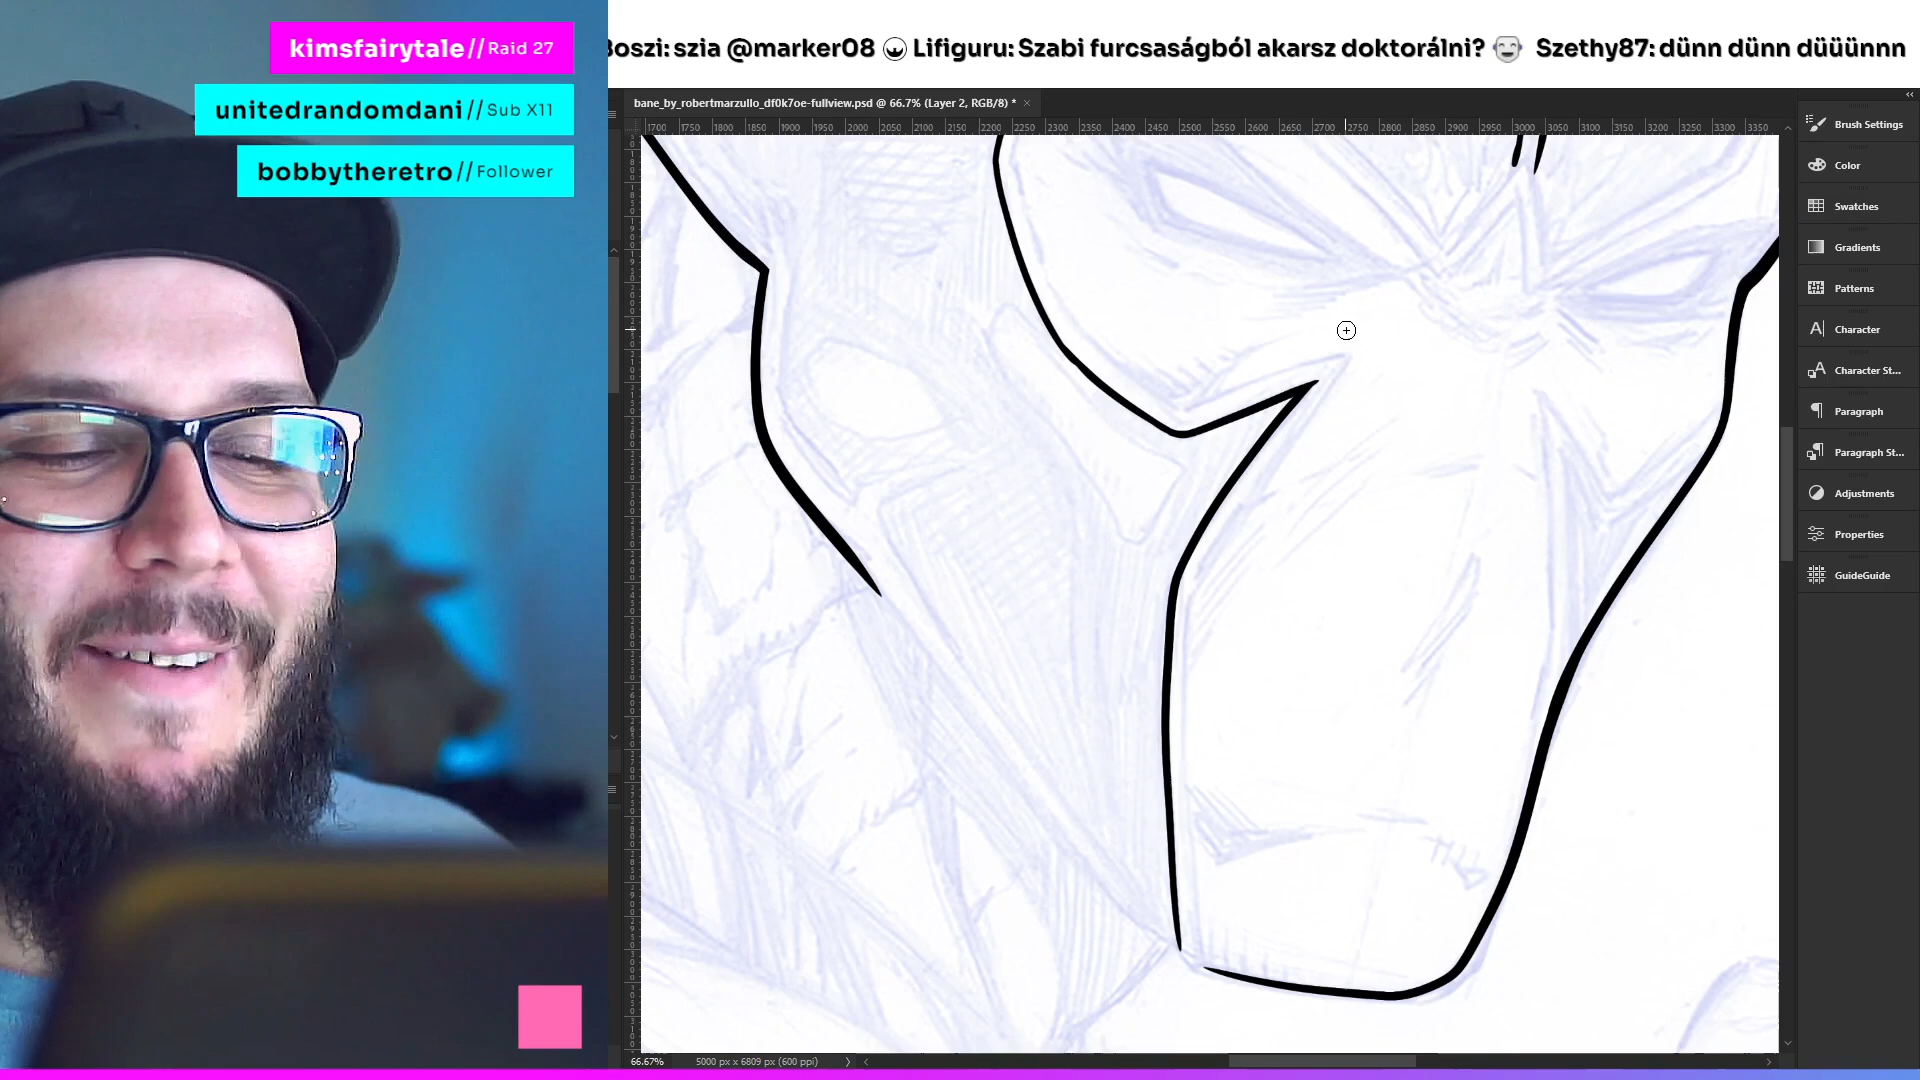 kimsfairytale//Raid 27
unitedrandomdani//Sub X11
bobbytheretro//Follower
Boszi: szia @marker08 Lifiguru: Szabi furcsaságból akarsz doktorálni? Szethy87: dünn dünn düüünnn
bane_by_robertmarzullo_df0k7oe-fullview.psd @ 66.7% (Layer 2, RGB/8) *
1700 1750 1800 1850 1900 1950 2000 2050 2100 2150 2200 2250 2300 2350 2400 2450 2500 2550 2600 2650 2700 2750 2800 2850 2900 2950 3000 3050 3100 3150 3200 3250 3300 3350
Brush Settings
Color
Swatches
Gradients
Patterns
Character
Character St...
Paragraph
Paragraph St...
Adjustments
Properties
GuideGuide
66.67% 5000 px x 6809 px (600 ppi)